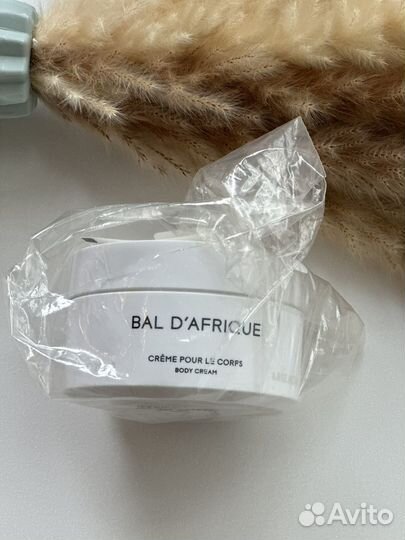 BAL D'AFRIQUE
CRÈME POUR LE CORPS
BODY CREAM
Avito